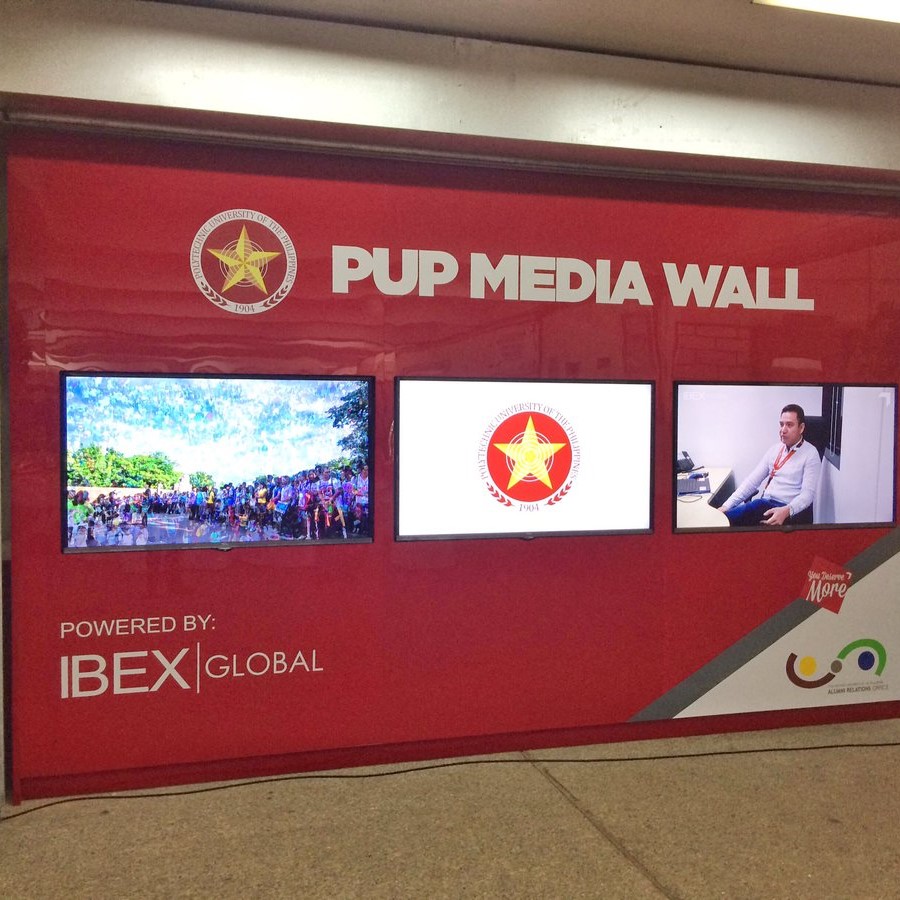 POLYTECHNIC UNIVERSITY OF THE PHILIPPINES
1904
PUP MEDIA WALL
POLYTECHNIC UNIVERSITY OF THE PHILIPPINES
1904
IBEX
You Deserve
More
POWERED BY:
IBEX GLOBAL
ALUMNI RELATIONS OFFICE